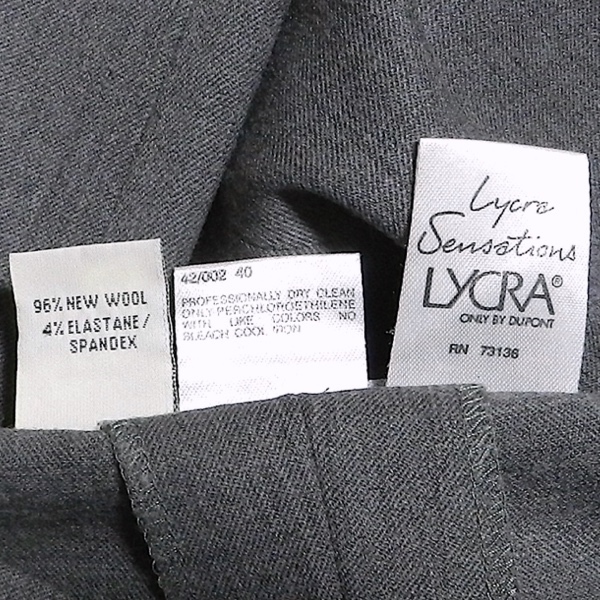 96% NEW WOOL
4% ELASTANE/
SPANDEX
42/002 40
PROFESSIONALLY DRY CLEAN
ONLY PERCHLOROETHILENE
WITH LIKE COLORS NO
BLEACH COOL IRON
Lycra
Sensations
LYCRA®
ONLY BY DUPONT
RN 73136